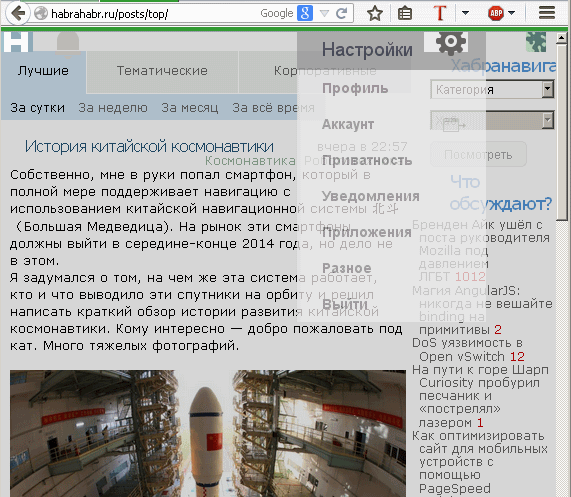 habrahabr.ru/posts/top/
Google
Настройки
Лучшие
Тематические
Корпоративные
За сутки За неделю За месяц За всё время
Профиль
Аккаунт
Приватность
Уведомления
Приложения
Разное
Выйти
История китайской космонавтики
вчера в 22:57
Космонавтика
Собственно, мне в руки попал смартфон, который в
полной мере поддерживает навигацию с
использованием китайской навигационной системы 北斗
(Большая Медведица). На рынок эти смартфоны
должны выйти в середине-конце 2014 года, но дело не
в этом.
Я задумался о том, на чем же эта система работает,
кто и что выводило эти спутники на орбиту и решил
написать краткий обзор истории развития китайской
космонавтики. Кому интересно — добро пожаловать под
кат. Много тяжелых фотографий.
Хабранавига
Категория
Посмотреть
Что
обсуждают?
Бренден Айк ушёл с
поста руководителя
Mozilla под
давлением
ЛГБТ 1012
Магия AngularJS:
никогда не вешайте
binding на
примитивы 2
DoS уязвимость в
Open vSwitch 12
На пути к горе Шарп
Curiosity пробурил
песчаник и
«пострелял»
лазером 1
Как оптимизировать
сайт для мобильных
устройств с
помощью
PageSpeed